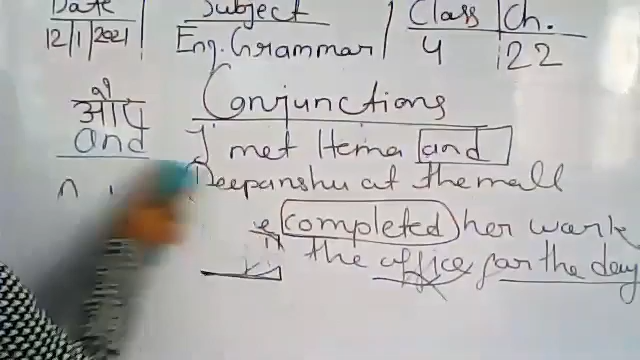 Date Subject Class Ch.
12/1/2021 Eng. Grammar 4 22
Conjunctions
and I met Hema and
Deepanshu at the mall
completed her work
the office for the day